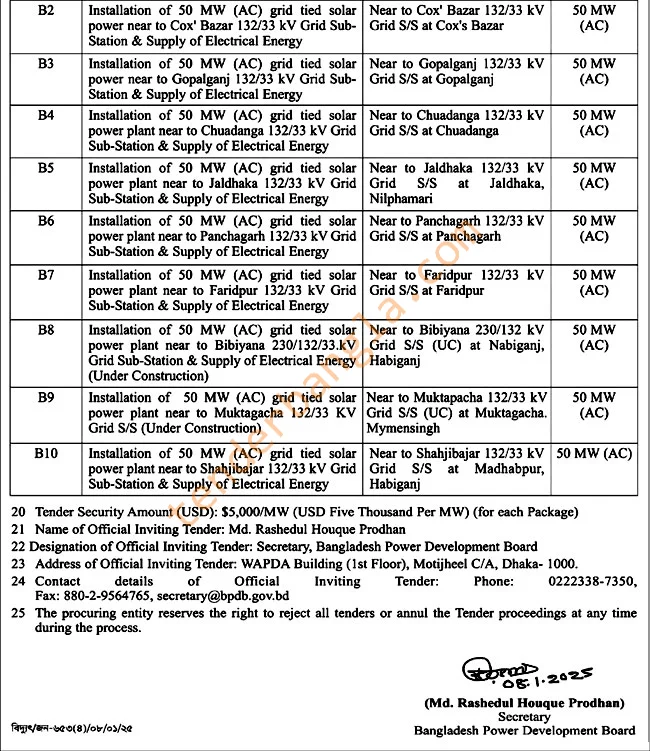 B2 Installation of 50 MW (AC) grid tied solar Near to Cox' Bazar 132/33 kV 50 MW
power near to Cox' Bazar 132/33 kV Grid Sub- Grid S/S at Cox's Bazar (AC)
Station & Supply of Electrical Energy
B3 Installation of 50 MW (AC) grid tied solar Near to Gopalganj 132/33 kV 50 MW
power near to Gopalganj 132/33 kV Grid Sub- Grid S/S at Gopalganj (AC)
Station & Supply of Electrical Energy
B4 Installation of 50 MW (AC) grid tied solar Near to Chuadanga 132/33 kV 50 MW
power plant near to Chuadanga 132/33 kV Grid Grid S/S at Chuadanga (AC)
Sub-Station & Supply of Electrical Energy
B5 Installation of 50 MW (AC) grid tied solar Near to Jaldhaka 132/33 kV 50 MW
power plant near to Jaldhaka 132/33 kV Grid Grid S/S at Jaldhaka, (AC)
Sub-Station & Supply of Electrical Energy Nilphamari
B6 Installation of 50 MW (AC) grid tied solar Near to Panchagarh 132/33 kV 50 MW
power plant near to Panchagarh 132/33 kV Grid Grid S/S at Panchagarh (AC)
Sub-Station & Supply of Electrical Energy
B7 Installation of 50 MW (AC) grid tied solar Near to Faridpur 132/33 kV 50 MW
power plant near to Faridpur 132/33 kV Grid Grid S/S at Faridpur (AC)
Sub-Station & Supply of Electrical Energy
B8 Installation of 50 MW (AC) grid tied solar Near to Bibiyana 230/132 kV 50 MW
power plant near to Bibiyana 230/132/33.kV Grid S/S (UC) at Nabiganj, (AC)
Grid Sub-Station & Supply of Electrical Energy Habiganj
(Under Construction)
B9 Installation of 50 MW (AC) grid tied solar Near to Muktapacha 132/33 kV 50 MW
power plant near to Muktagacha 132/33 KV Grid S/S (UC) at Muktagacha. (AC)
Grid S/S (Under Construction) Mymensingh
B10 Installation of 50 MW (AC) grid tied solar Near to Shahjibajar 132/33 kV 50 MW (AC)
power plant near to Shahjibajar 132/33 kV Grid Grid S/S at Madhabpur,
Sub-Station & Supply of Electrical Energy Habiganj
20 Tender Security Amount (USD): $5,000/MW (USD Five Thousand Per MW) (for each Package)
21 Name of Official Inviting Tender: Md. Rashedul Houque Prodhan
22 Designation of Official Inviting Tender: Secretary, Bangladesh Power Development Board
23 Address of Official Inviting Tender: WAPDA Building (1st Floor), Motijheel C/A, Dhaka- 1000.
24 Contact details of Official Inviting Tender: Phone: 0222338-7350,
Fax: 880-2-9564765, secretary@bpdb.gov.bd
25 The procuring entity reserves the right to reject all tenders or annul the Tender proceedings at any time
during the process.
08.1.2025
(Md. Rashedul Houque Prodhan)
Secretary
বিদ্যুৎ/জন-৬৫৩(৪)/০৮/০১/২৫ Bangladesh Power Development Board
tenderbangla.com